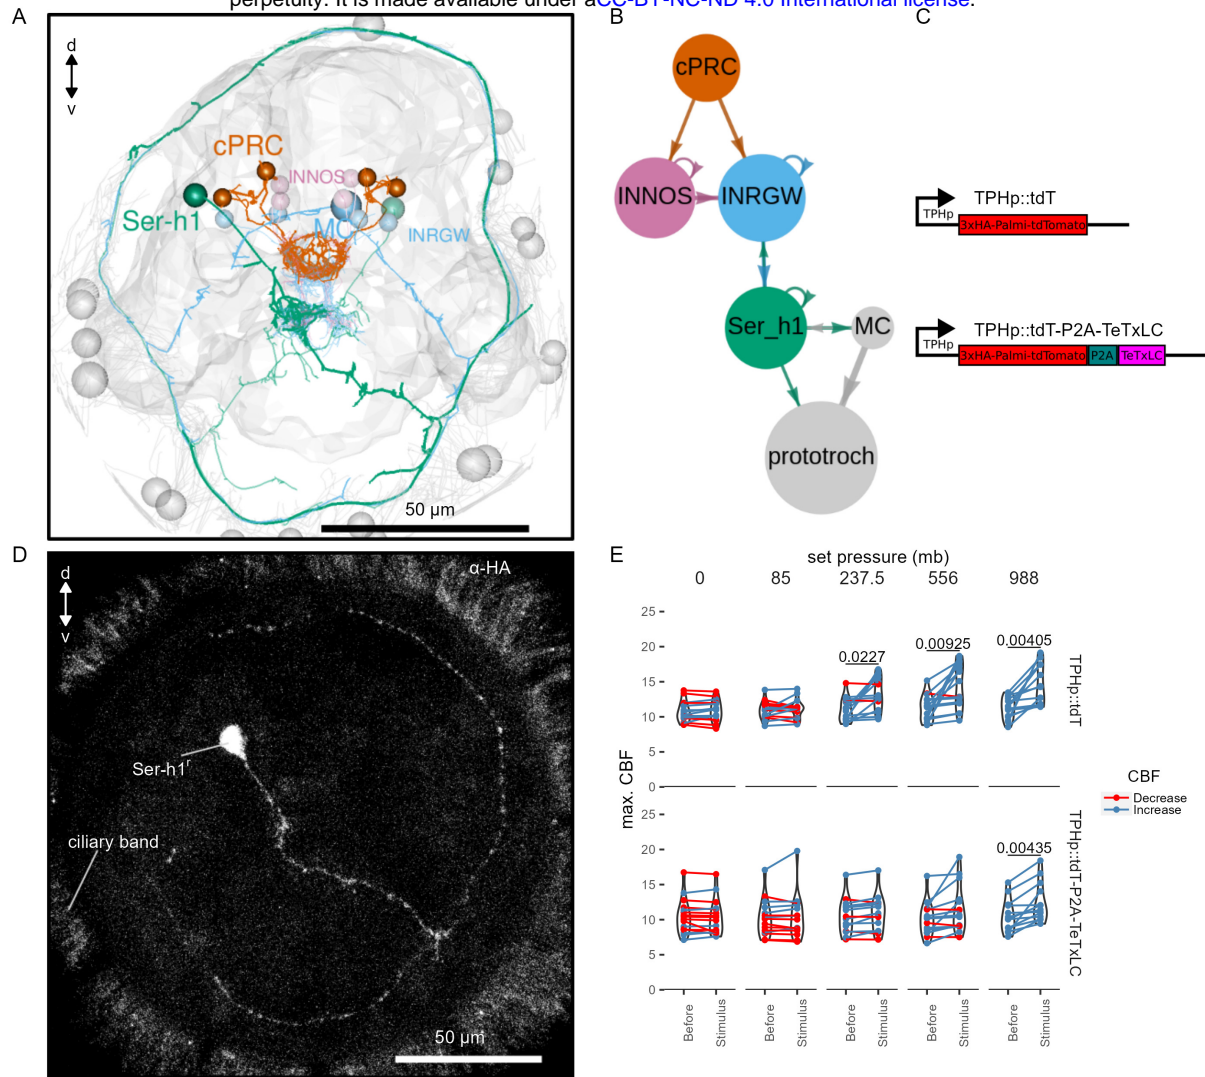 perpetuity. It is made available under aCC-BY-NC-ND 4.0 International license.
A
d
v
cPRC
INNOS
Ser-h1
MC
INRGW
50 µm
B
cPRC
INNOS
INRGW
Ser_h1
MC
prototroch
C
TPHp::tdT
TPHp
3xHA-Palmi-tdTomato
TPHp::tdT-P2A-TeTxLC
TPHp
3xHA-Palmi-tdTomato P2A TeTxLC
D
d
v
α-HA
Ser-h1r
ciliary band
50 µm
E
set pressure (mb)
0 85 237.5 556 988
max. CBF
25
20
15
10
5
0
0.0227
0.00925
0.00405
TPHp::tdT
25
20
15
10
5
0
0.00435
TPHp::tdT-P2A-TeTxLC
Before Stimulus Before Stimulus Before Stimulus Before Stimulus Before Stimulus
CBF
Decrease
Increase